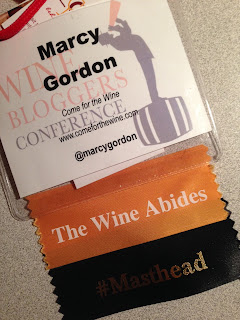 Marcy
Gordon
WINE
BLOGGERS
CONFERENCE
Come for the Wine
www.comeforthewine.com
@marcygordon
The Wine Abides
#Masthead